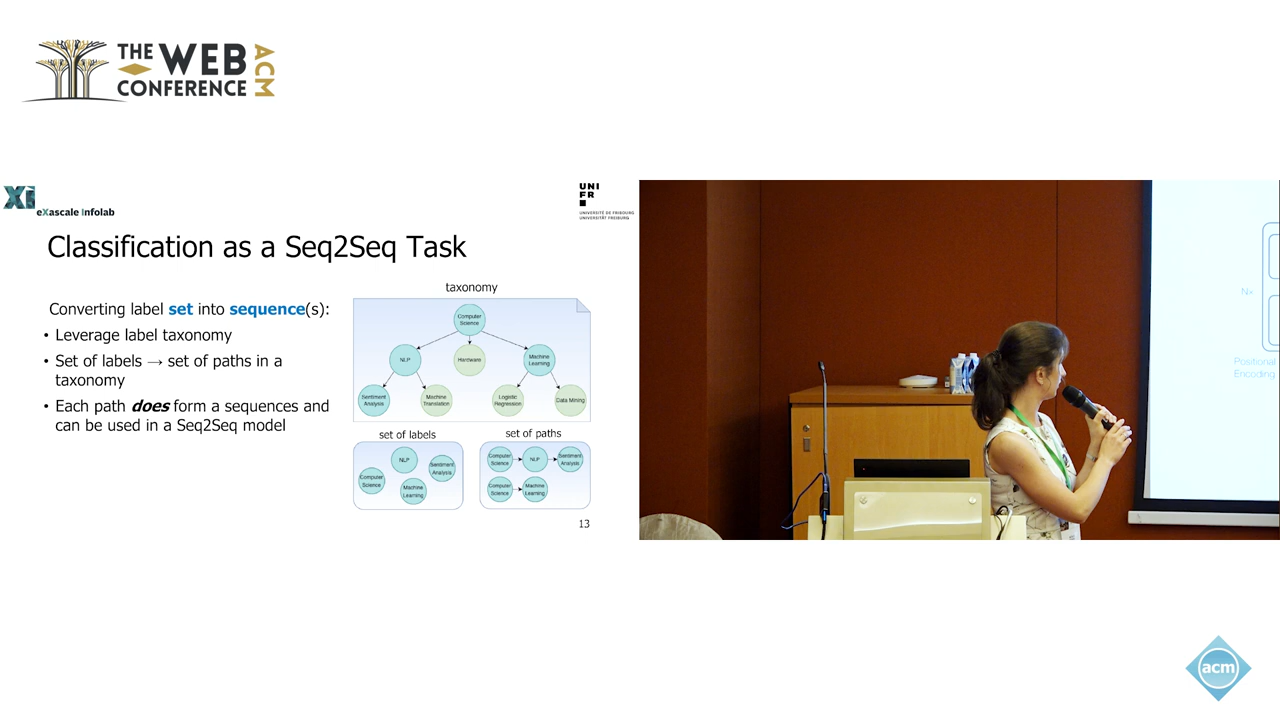 THE WEB
CONFERENCE
ACM
Xi
eXascale Infolab
UNI
FR
UNIVERSITÉ DE FRIBOURG
UNIVERSITÄT FREIBURG
Classification as a Seq2Seq Task
Converting label set into sequence(s):
• Leverage label taxonomy
• Set of labels → set of paths in a
taxonomy
• Each path does form a sequences and
can be used in a Seq2Seq model
taxonomy
Computer
Science
NLP
Hardware
Machine
Learning
Sentiment
Analysis
Machine
Translation
Logistic
Regression
Data Mining
set of labels
NLP
Sentiment
Analysis
Computer
Science
Machine
Learning
set of paths
Computer
Science
NLP
Sentiment
Analysis
Computer
Science
Machine
Learning
13
N×
Positional
Encoding
acm